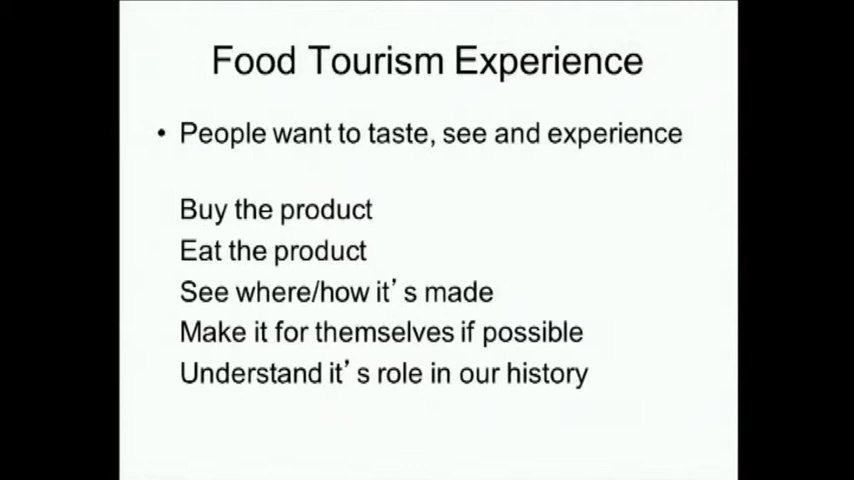 Food Tourism Experience
• People want to taste, see and experience
Buy the product
Eat the product
See where/how it’s made
Make it for themselves if possible
Understand it’s role in our history